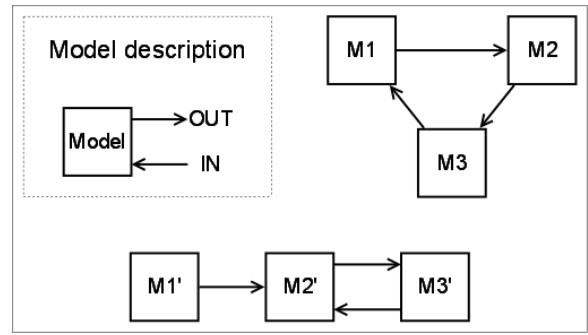 Model description
Model
OUT
IN
M1
M2
M3
M1'
M2'
M3'